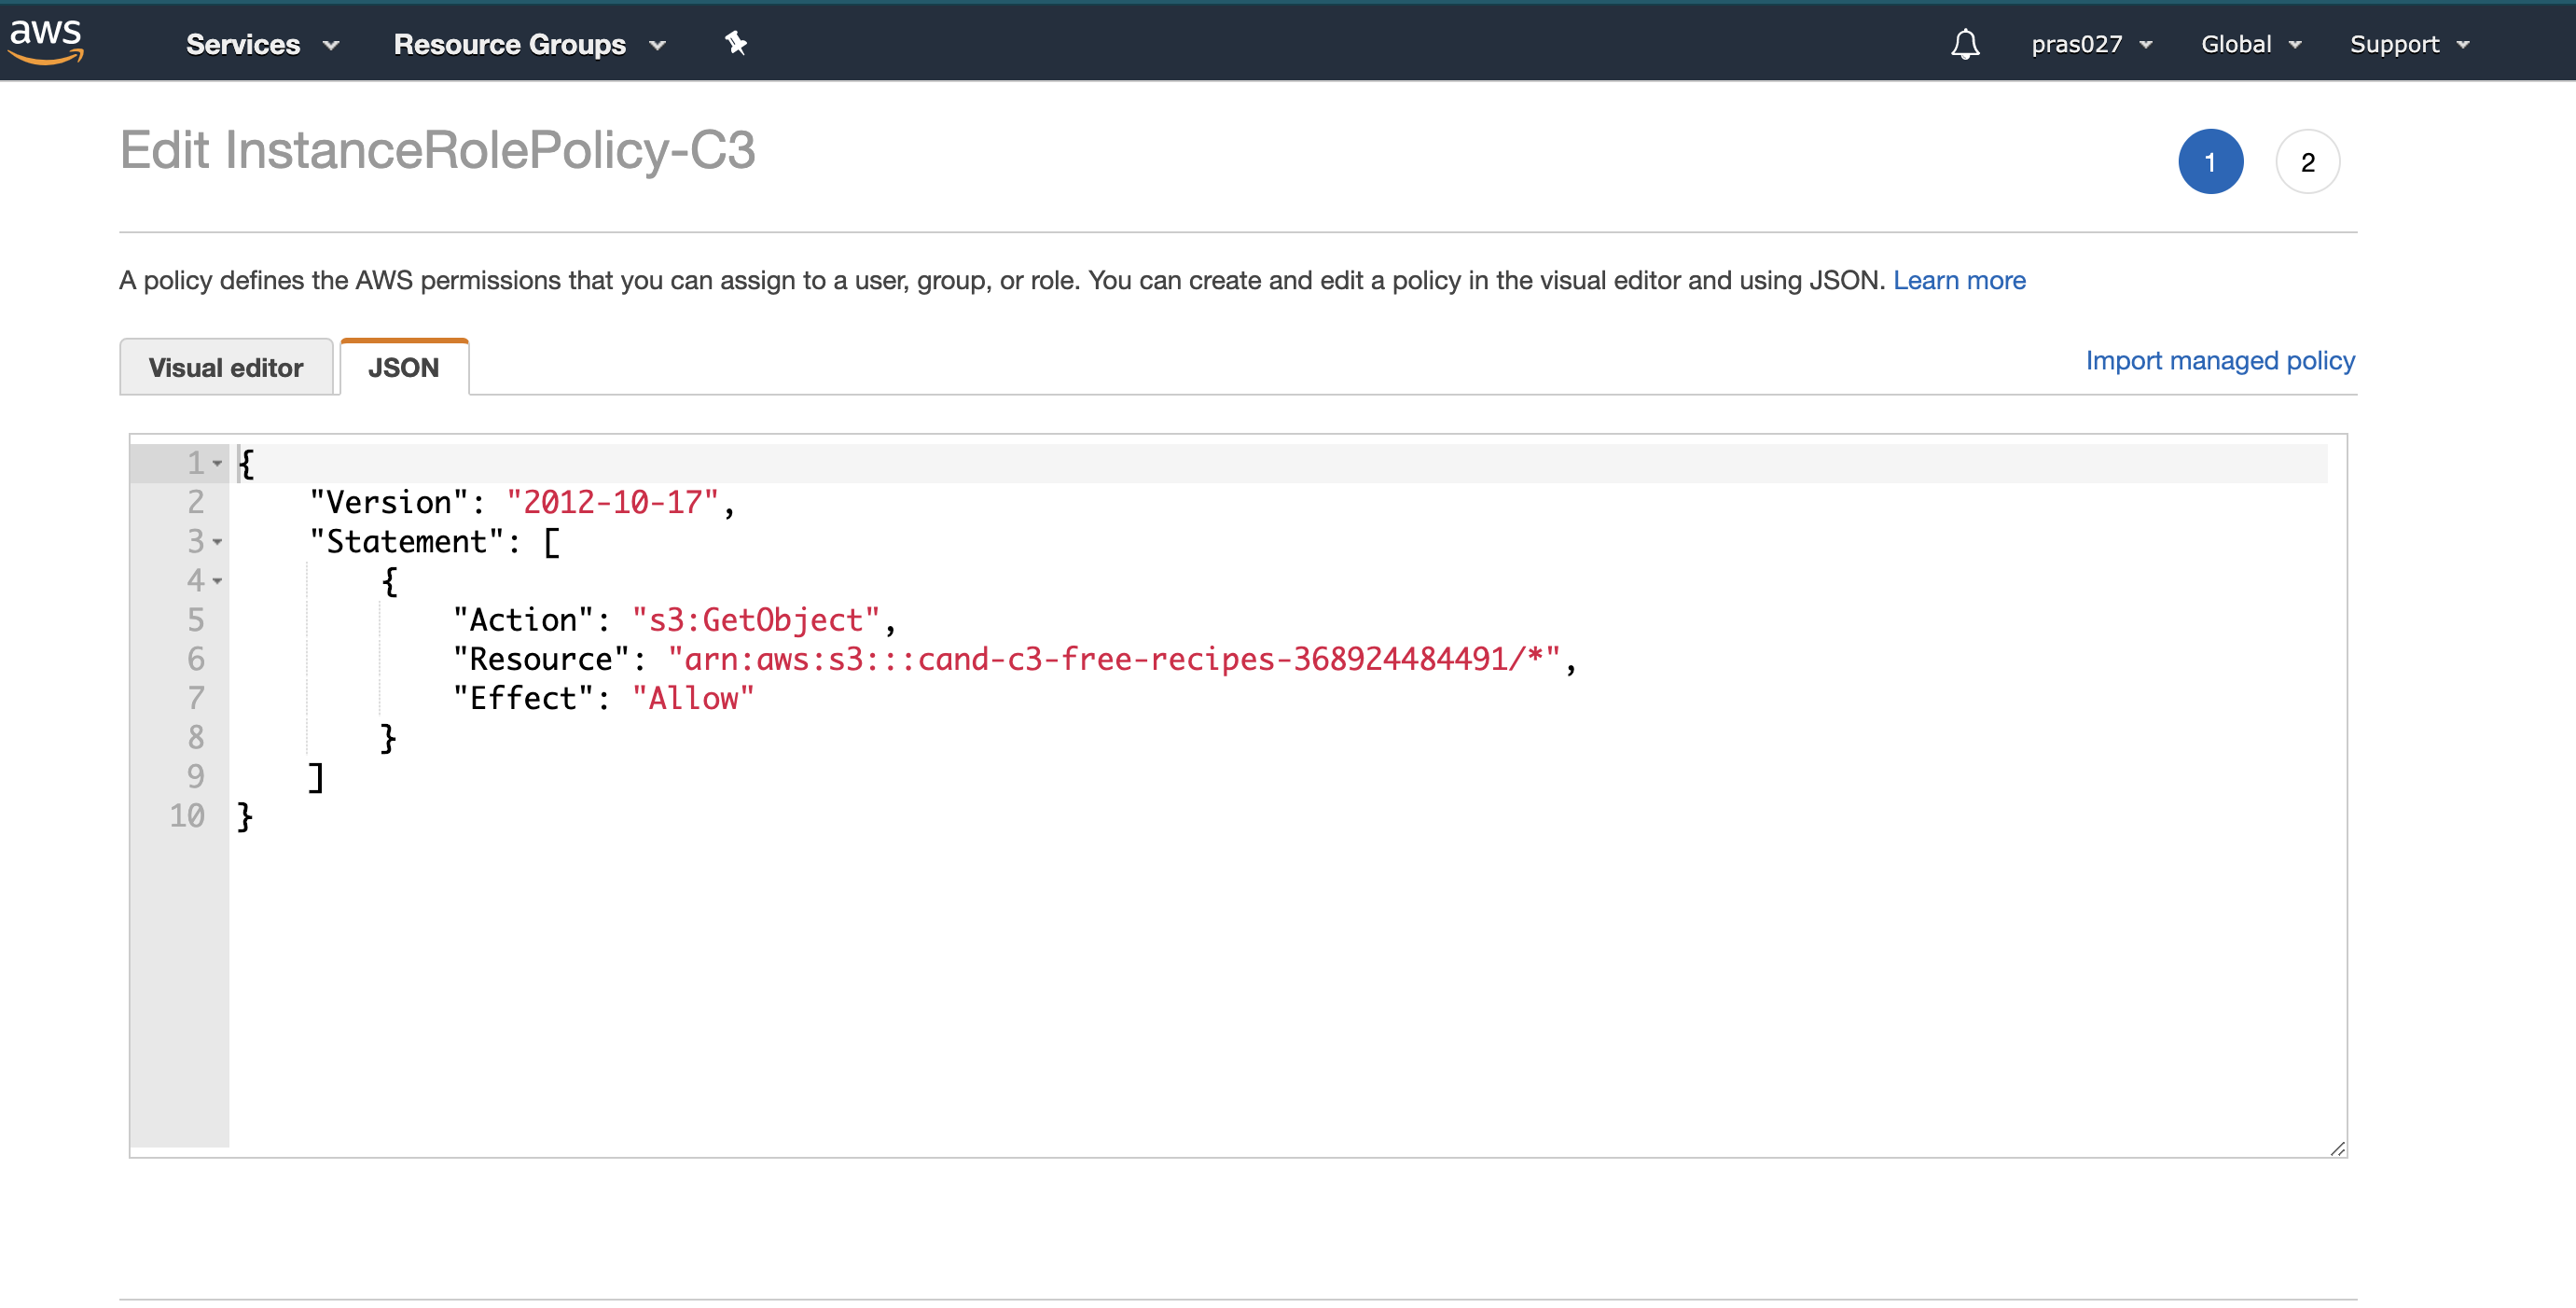 aws Services Resource Groups pras027 Global Support
Edit InstanceRolePolicy-C3
1 2
A policy defines the AWS permissions that you can assign to a user, group, or role. You can create and edit a policy in the visual editor and using JSON. Learn more
Visual editor JSON Import managed policy
1 {
2 "Version": "2012-10-17",
3 "Statement": [
4 {
5 "Action": "s3:GetObject",
6 "Resource": "arn:aws:s3:::cand-c3-free-recipes-368924484491/*",
7 "Effect": "Allow"
8 }
9 ]
10 }